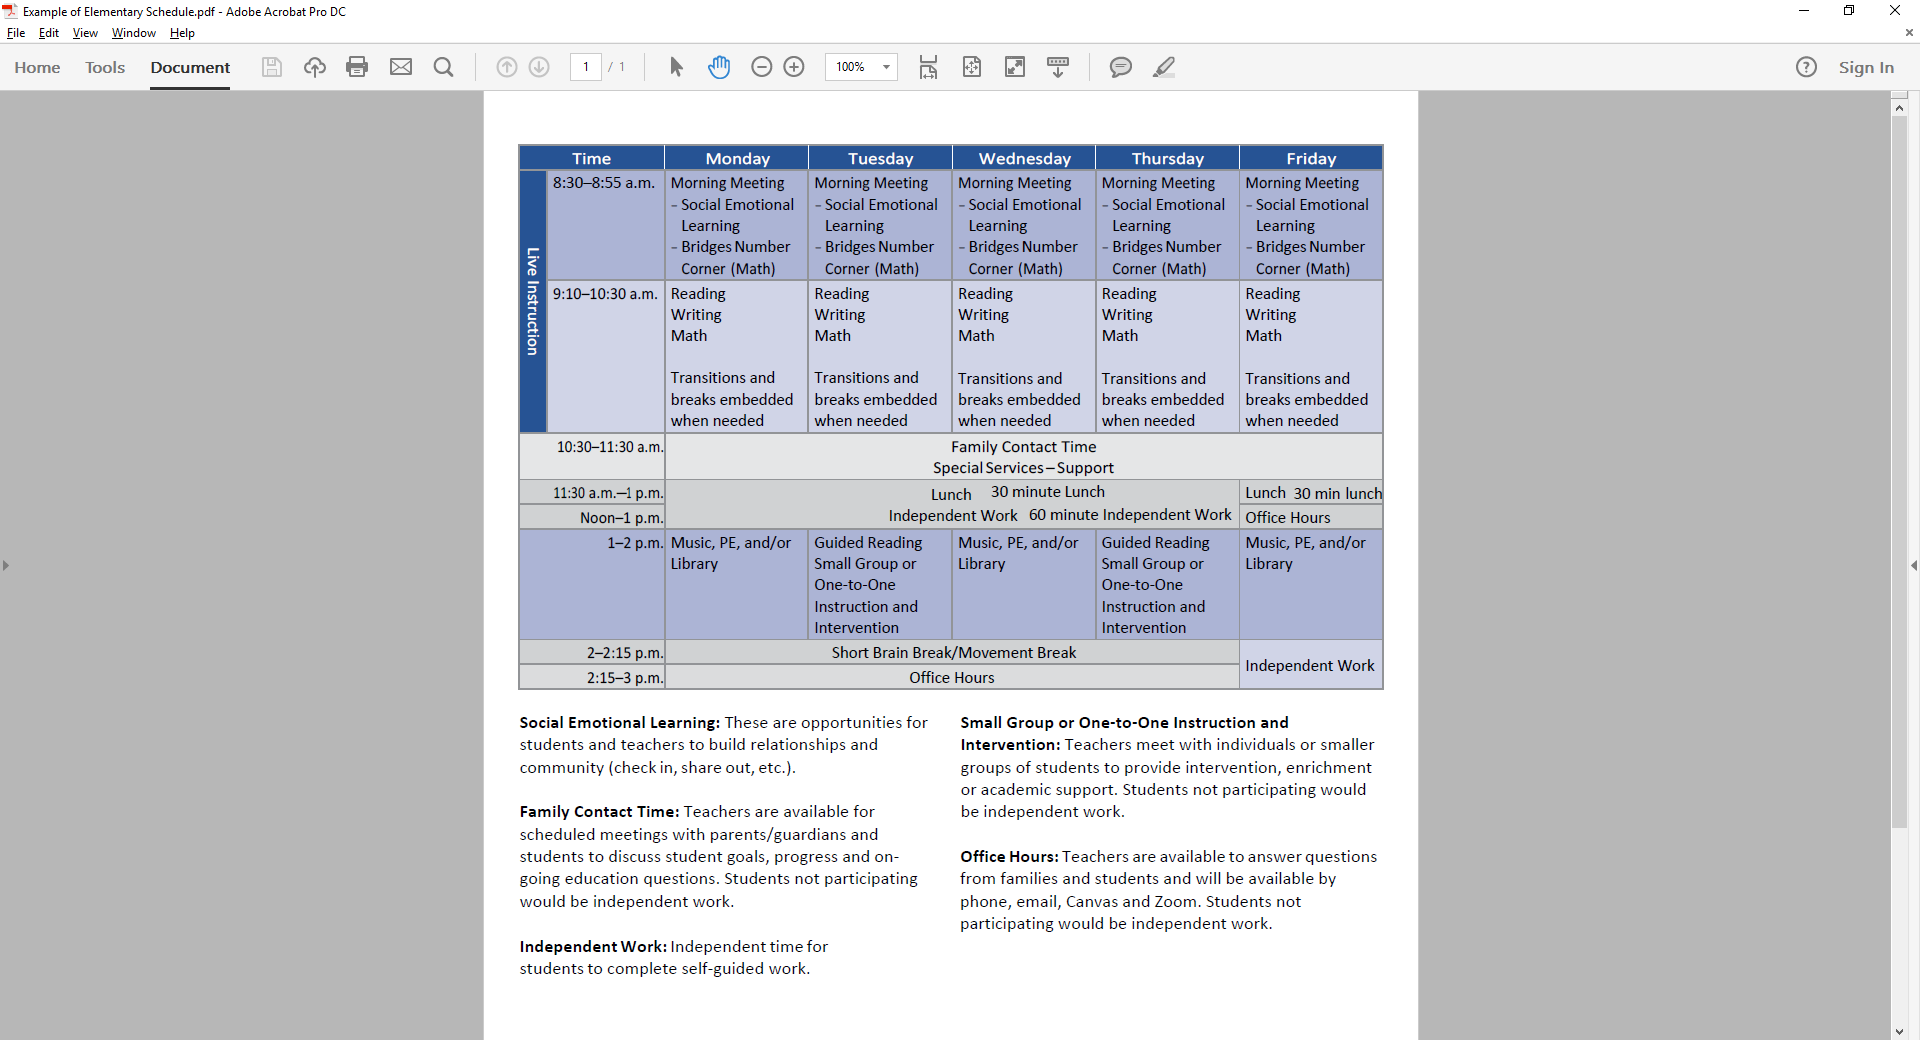 Example of Elementary Schedule.pdf - Adobe Acrobat Pro DC
File Edit View Window Help
Home Tools Document 1 / 1 100% Sign In
Time Monday Tuesday Wednesday Thursday Friday
Live Instruction
8:30–8:55 a.m. Morning Meeting Morning Meeting Morning Meeting Morning Meeting Morning Meeting
- Social Emotional - Social Emotional - Social Emotional - Social Emotional - Social Emotional
Learning Learning Learning Learning Learning
- Bridges Number - Bridges Number - Bridges Number - Bridges Number - Bridges Number
Corner (Math) Corner (Math) Corner (Math) Corner (Math) Corner (Math)
9:10–10:30 a.m. Reading Reading Reading Reading Reading
Writing Writing Writing Writing Writing
Math Math Math Math Math
Transitions and Transitions and Transitions and Transitions and Transitions and
breaks embedded breaks embedded breaks embedded breaks embedded breaks embedded
when needed when needed when needed when needed when needed
10:30–11:30 a.m. Family Contact Time
Special Services–Support
11:30 a.m.–1 p.m. Lunch 30 minute Lunch Lunch 30 min lunch
Noon–1 p.m. Independent Work 60 minute Independent Work Office Hours
1–2 p.m. Music, PE, and/or Guided Reading Music, PE, and/or Guided Reading Music, PE, and/or
Library Small Group or Library Small Group or Library
One-to-One One-to-One
Instruction and Instruction and
Intervention Intervention
2–2:15 p.m. Short Brain Break/Movement Break
Independent Work
2:15–3 p.m. Office Hours
Social Emotional Learning: These are opportunities for
students and teachers to build relationships and
community (check in, share out, etc.).
Family Contact Time: Teachers are available for
scheduled meetings with parents/guardians and
students to discuss student goals, progress and on-
going education questions. Students not participating
would be independent work.
Independent Work: Independent time for
students to complete self-guided work.
Small Group or One-to-One Instruction and
Intervention: Teachers meet with individuals or smaller
groups of students to provide intervention, enrichment
or academic support. Students not participating would
be independent work.
Office Hours: Teachers are available to answer questions
from families and students and will be available by
phone, email, Canvas and Zoom. Students not
participating would be independent work.